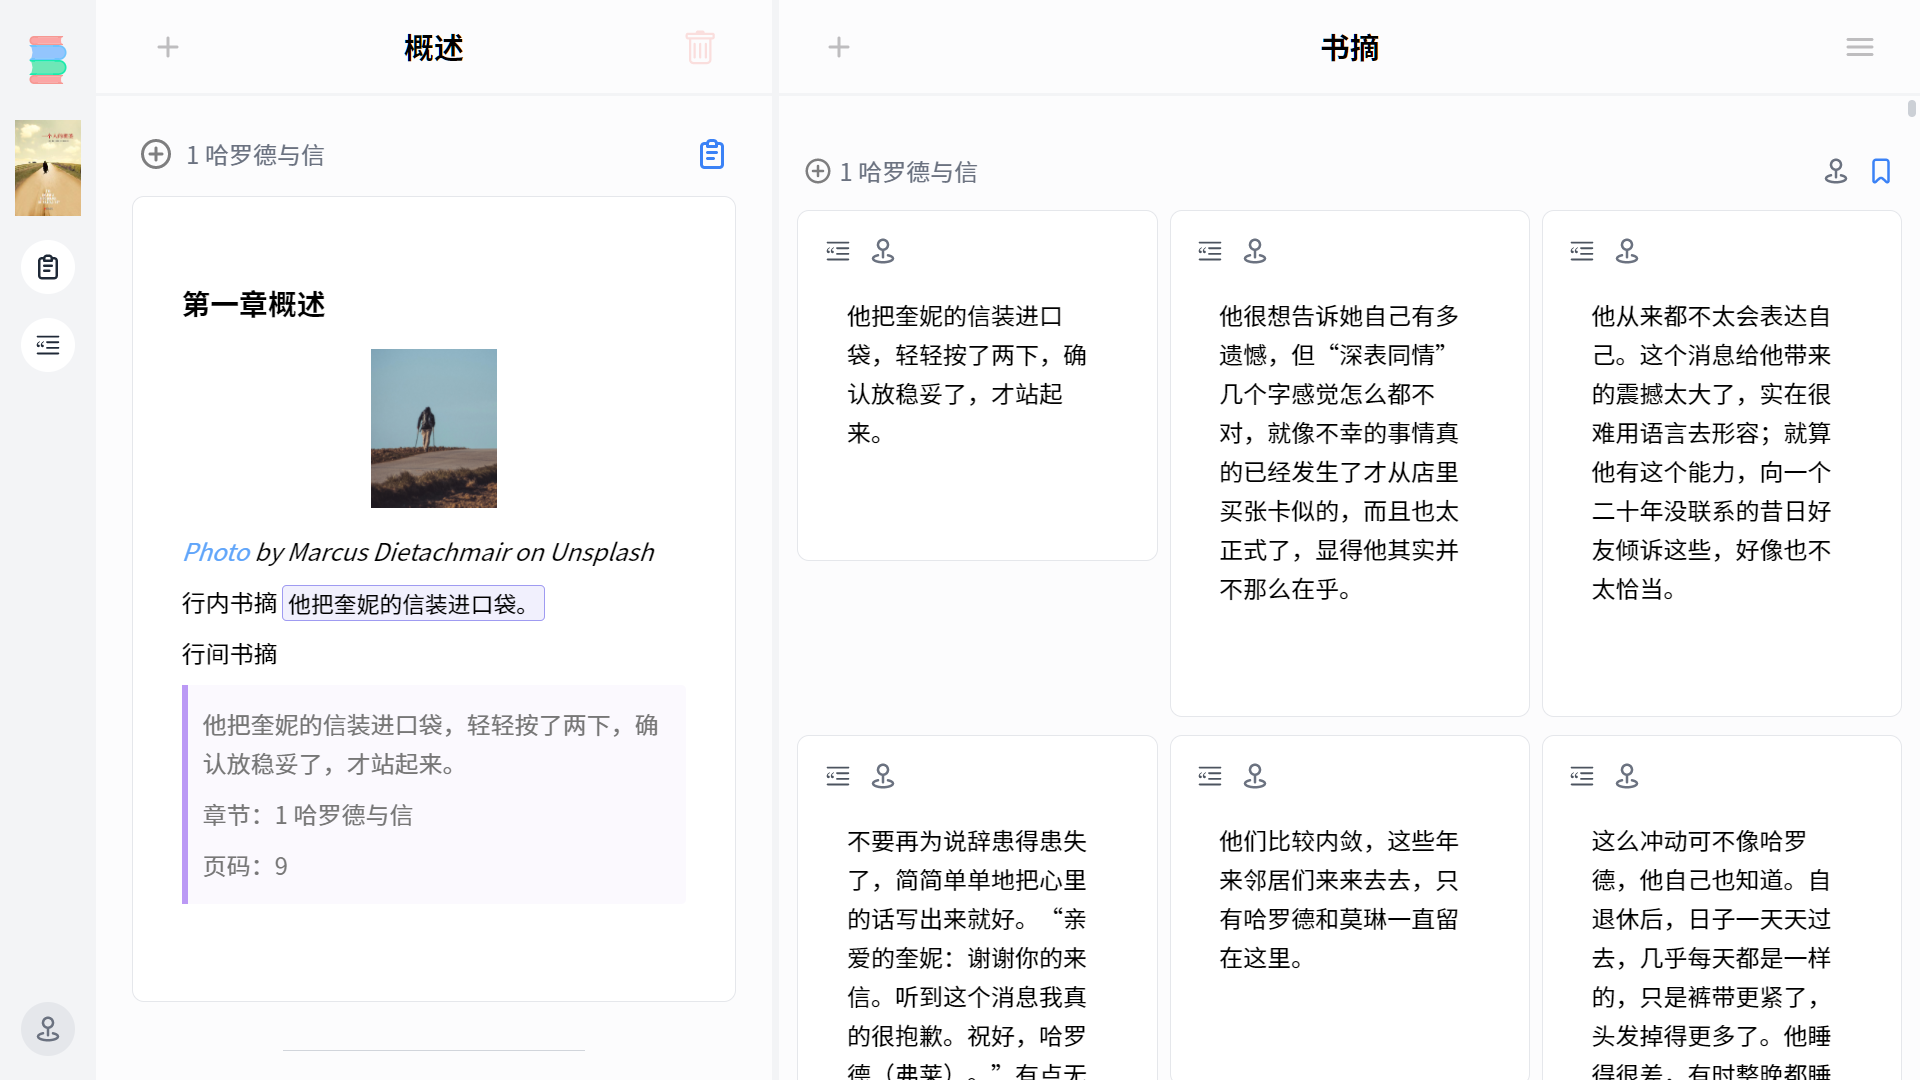 概述
书摘
1 哈罗德与信
第一章概述
Photo by Marcus Dietachmair on Unsplash
行内书摘 他把奎妮的信装进口袋。
行间书摘
他把奎妮的信装进口袋，轻轻按了两下，确
认放稳妥了，才站起来。
章节：1 哈罗德与信
页码：9
1 哈罗德与信
他把奎妮的信装进口
袋，轻轻按了两下，确
认放稳妥了，才站起
来。
他很想告诉她自己有多
遗憾，但“深表同情”
几个字感觉怎么都不
对，就像不幸的事情真
的已经发生了才从店里
买张卡似的，而且也太
正式了，显得他其实并
不那么在乎。
他从来都不太会表达自
己。这个消息给他带来
的震撼太大了，实在很
难用语言去形容；就算
他有这个能力，向一个
二十年没联系的昔日好
友倾诉这些，好像也不
太恰当。
不要再为说辞患得患失
了，简简单单地把心里
的话写出来就好。“亲
爱的奎妮：谢谢你的来
信。听到这个消息我真
的很抱歉。祝好，哈罗
德（弗莱）。”有点无
他们比较内敛，这些年
来邻居们来来去去，只
有哈罗德和莫琳一直留
在这里。
这么冲动可不像哈罗
德，他自己也知道。自
退休后，日子一天天过
去，几乎每天都是一样
的，只是裤带更紧了，
头发掉得更多了。他睡
得很差，有时整晚都睡